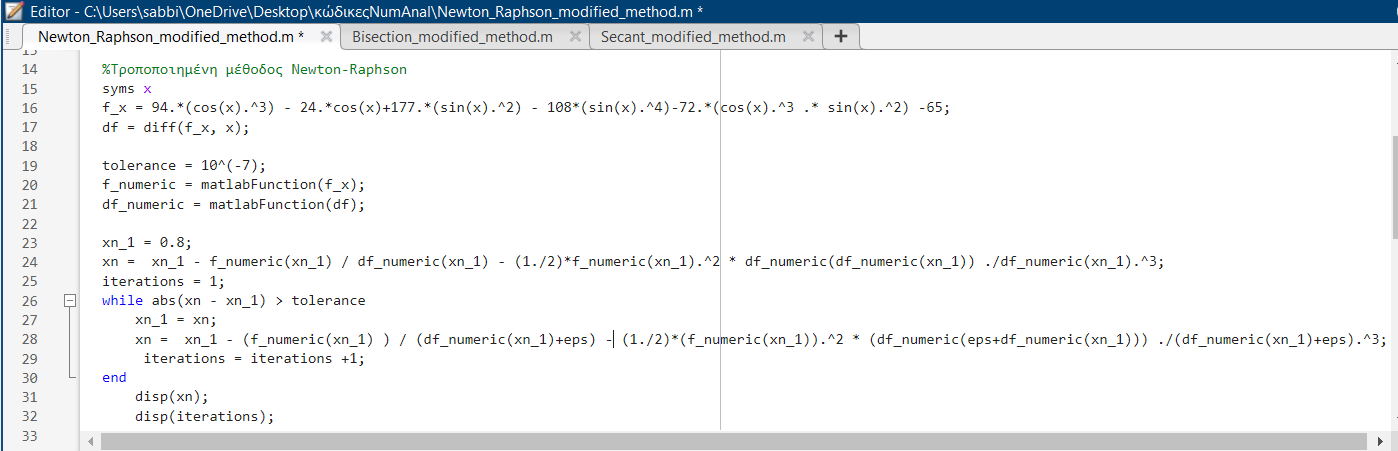 Editor - C:\Users\sabbi\OneDrive\Desktop\κώδικεςNumAnal\Newton_Raphson_modified_method.m *
Newton_Raphson_modified_method.m * Bisection_modified_method.m Secant_modified_method.m
14 %Τροποποιημένη μέθοδος Newton-Raphson
15 syms x
16 f_x = 94.*(cos(x).^3) - 24.*cos(x)+177.*(sin(x).^2) - 108*(sin(x).^4)-72.*(cos(x).^3 .* sin(x).^2) -65;
17 df = diff(f_x, x);
18
19 tolerance = 10^(-7);
20 f_numeric = matlabFunction(f_x);
21 df_numeric = matlabFunction(df);
22
23 xn_1 = 0.8;
24 xn =  xn_1 - f_numeric(xn_1) / df_numeric(xn_1) - (1./2)*f_numeric(xn_1).^2 * df_numeric(df_numeric(xn_1)) ./df_numeric(xn_1).^3;
25 iterations = 1;
26 while abs(xn - xn_1) > tolerance
27 xn_1 = xn;
28 xn =  xn_1 - (f_numeric(xn_1) ) / (df_numeric(xn_1)+eps) - (1./2)*(f_numeric(xn_1)).^2 * (df_numeric(eps+df_numeric(xn_1))) ./(df_numeric(xn_1)+eps).^3;
29 iterations = iterations +1;
30 end
31 disp(xn);
32 disp(iterations);
33